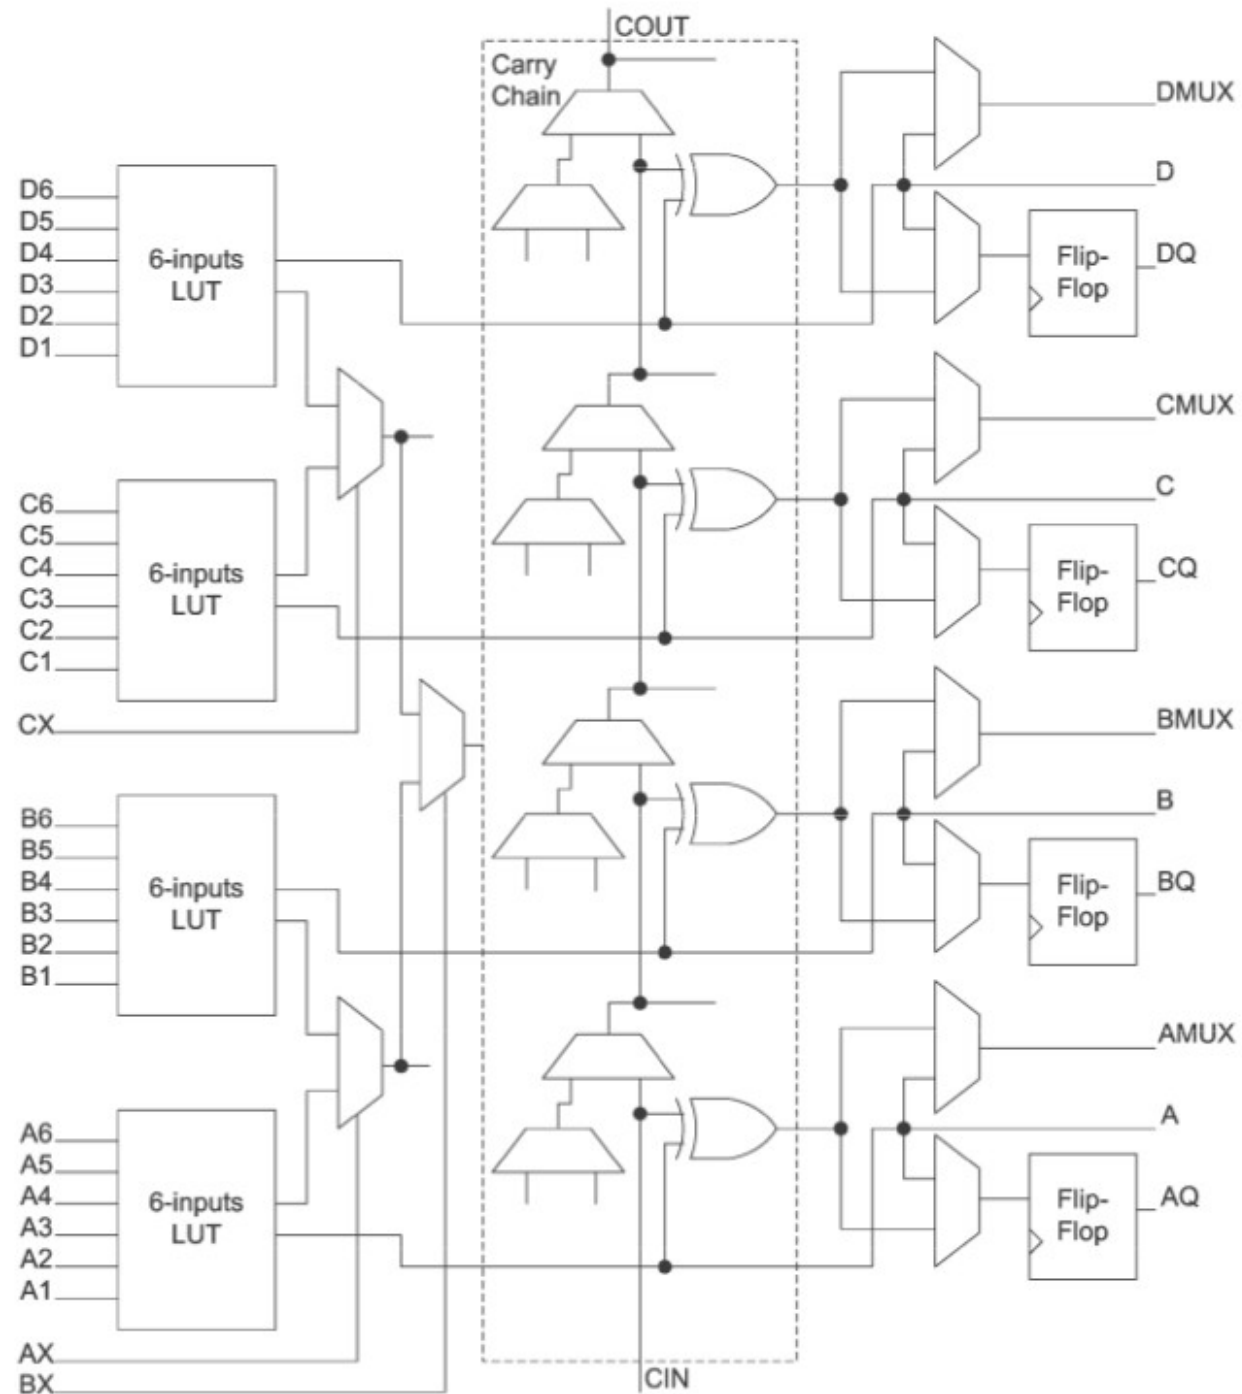 COUT
Carry
Chain
DMUX
D
D6
D5
D4
D3
D2
D1
6-inputs
LUT
Flip-
Flop
DQ
CMUX
C
C6
C5
C4
C3
C2
C1
6-inputs
LUT
Flip-
Flop
CQ
CX
BMUX
B
B6
B5
B4
B3
B2
B1
6-inputs
LUT
Flip-
Flop
BQ
AMUX
A
A6
A5
A4
A3
A2
A1
6-inputs
LUT
Flip-
Flop
AQ
AX
BX
CIN